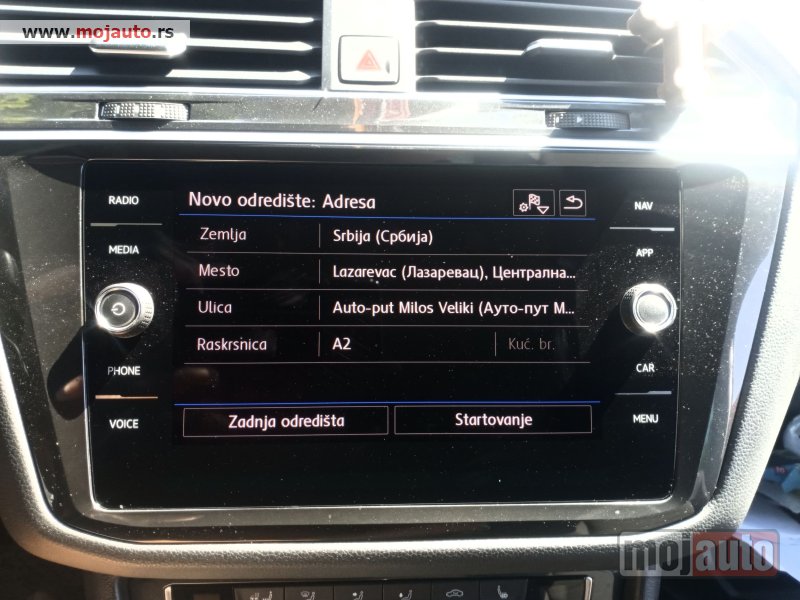 www.mojauto.rs
RADIO
MEDIA
PHONE
VOICE
Novo odredište: Adresa
Zemlja Srbija (Србија)
Mesto Lazarevac (Лазаревац), Централна...
Ulica Auto-put Milos Veliki (Ауто-пут М...
Raskrsnica A2 Kuć. br.
Zadnja odredišta Startovanje
NAV
APP
CAR
MENU
mojauto